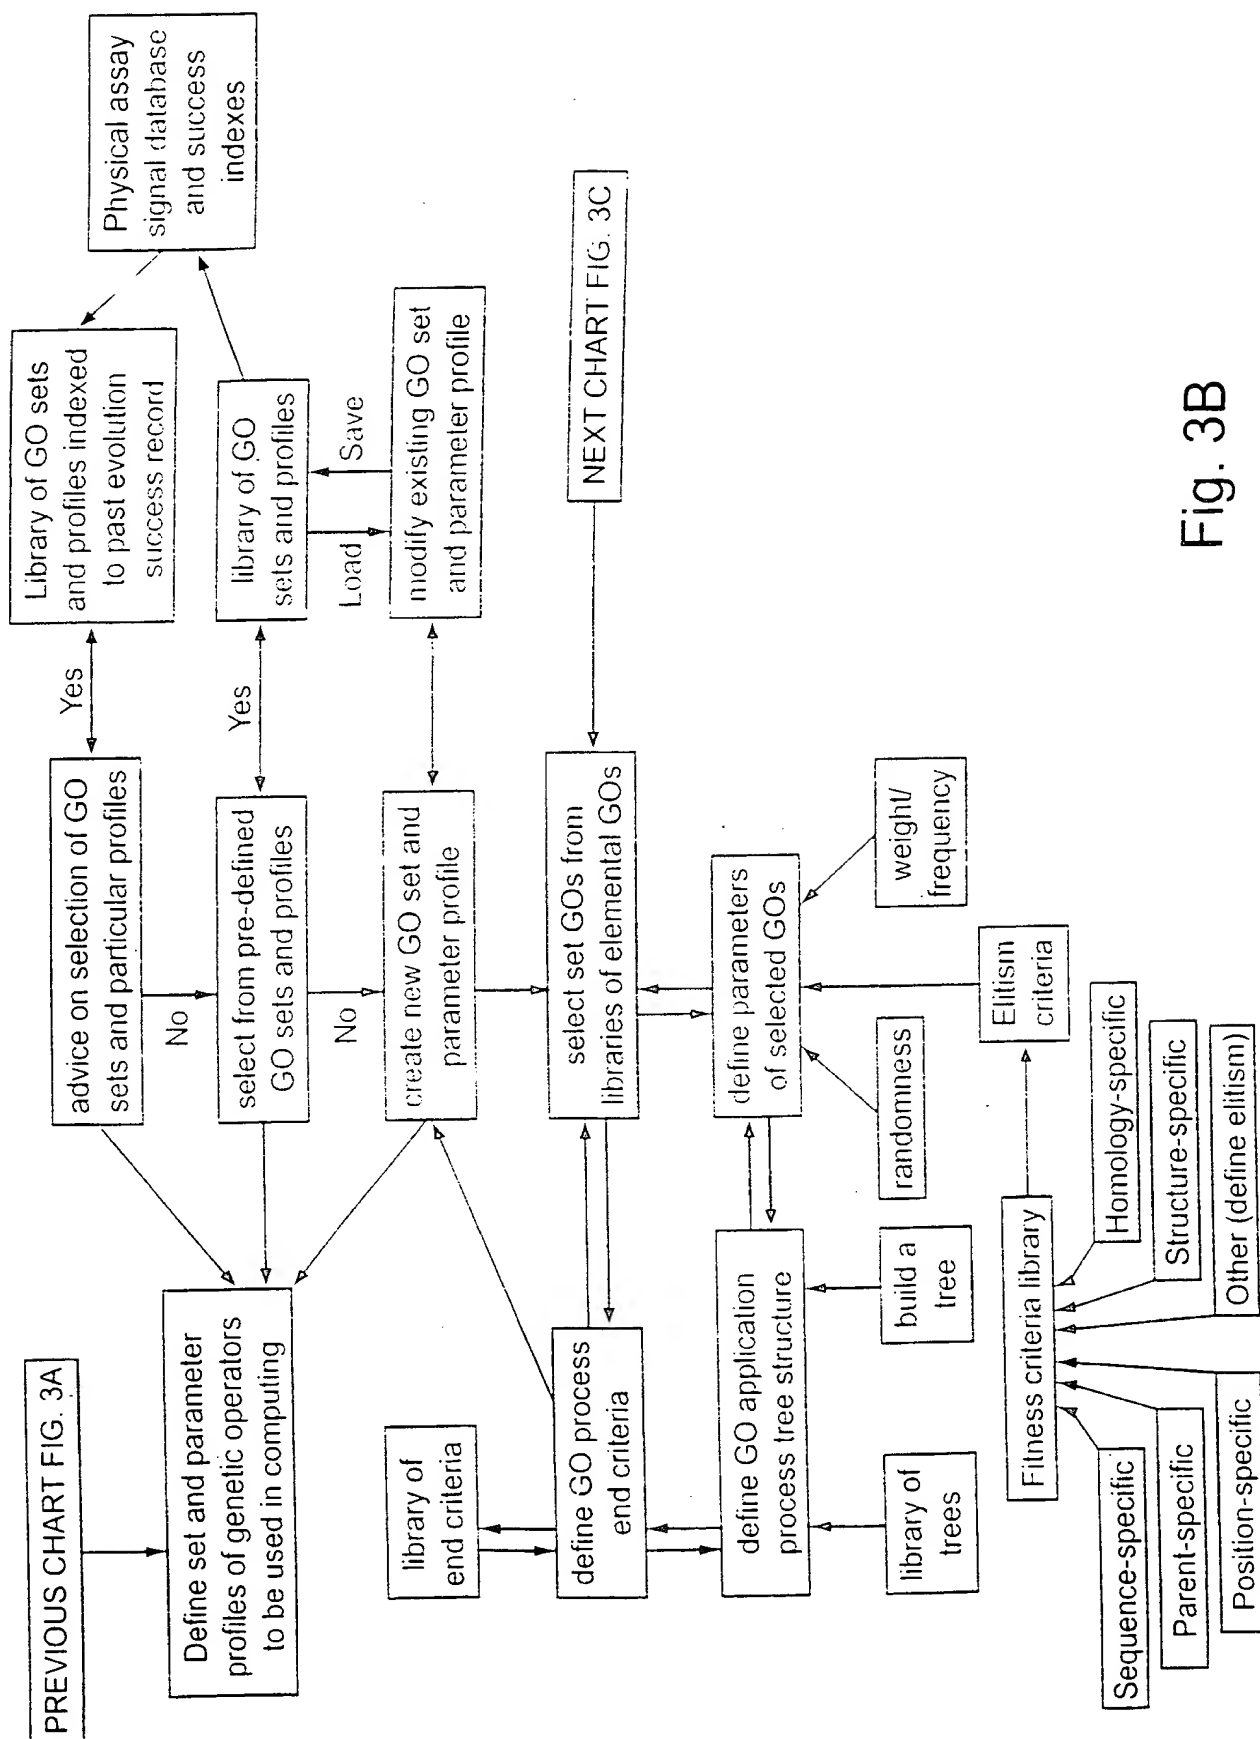 PREVIOUS CHART FIG. 3A
Define set and parameter
profiles of genetic operators
to be used in computing
advice on selection of GO
sets and particular profiles
Yes
Library of GO sets
and profiles indexed
to past evolution
success record
Physical assay
signal database
and success
indexes
No
select from pre-defined
GO sets and profiles
Yes
library of GO
sets and profiles
No
Load
Save
create new GO set and
parameter profile
modify existing GO set
and parameter profile
library of
end criteria
define GO process
end criteria
select set GOs from
libraries of elemental GOs
NEXT CHART FIG. 3C
define GO application
process tree structure
define parameters
of selected GOs
library of
trees
build a
tree
randomness
weight/
frequency
Elitism
criteria
Fitness criteria library
Sequence-specific
Parent-specific
Position-specific
Homology-specific
Structure-specific
Other (define elitism)
Fig. 3B